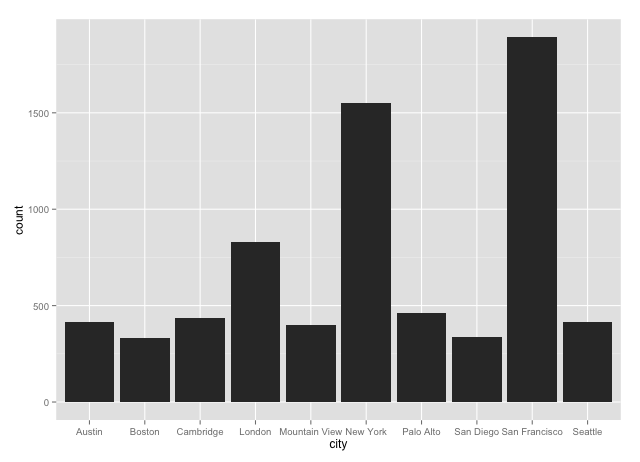 count
1500
1000
500
0
Austin Boston Cambridge London Mountain View New York Palo Alto San Diego San Francisco Seattle
city